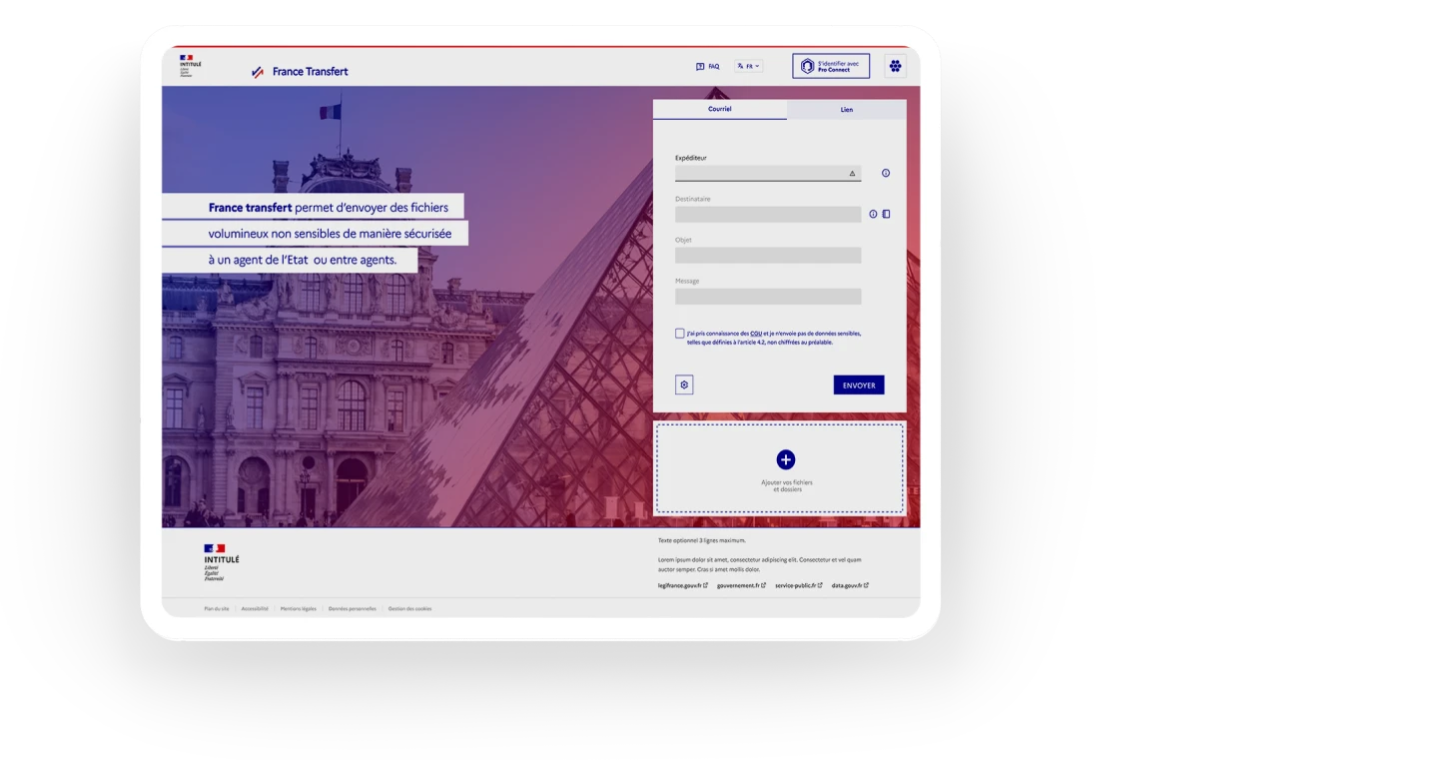 INTITULÉ
Liberté
Égalité
Fraternité
France Transfert
FAQ
FR
S'identifier avec
Pro Connect
France transfert permet d'envoyer des fichiers
volumineux non sensibles de manière sécurisée
à un agent de l'Etat ou entre agents.
Courriel
Lien
Expéditeur
Destinataire
Objet
Message
J'ai pris connaissance des CGU et je n'envoie pas de données sensibles,
telles que définies à l'article 4.2, non chiffrées au préalable.
ENVOYER
Ajouter vos fichiers
et dossiers
INTITULÉ
Liberté
Égalité
Fraternité
Texte optionnel 3 lignes maximum.
Lorem ipsum dolor sit amet, consectetur adipiscing elit. Consectetur et vel quam
auctor semper. Cras si amet mollis dolor.
legifrance.gouv.fr gouvernement.fr service-public.fr data.gouv.fr
Plan du site Accessibilité Mentions légales Données personnelles Gestion des cookies